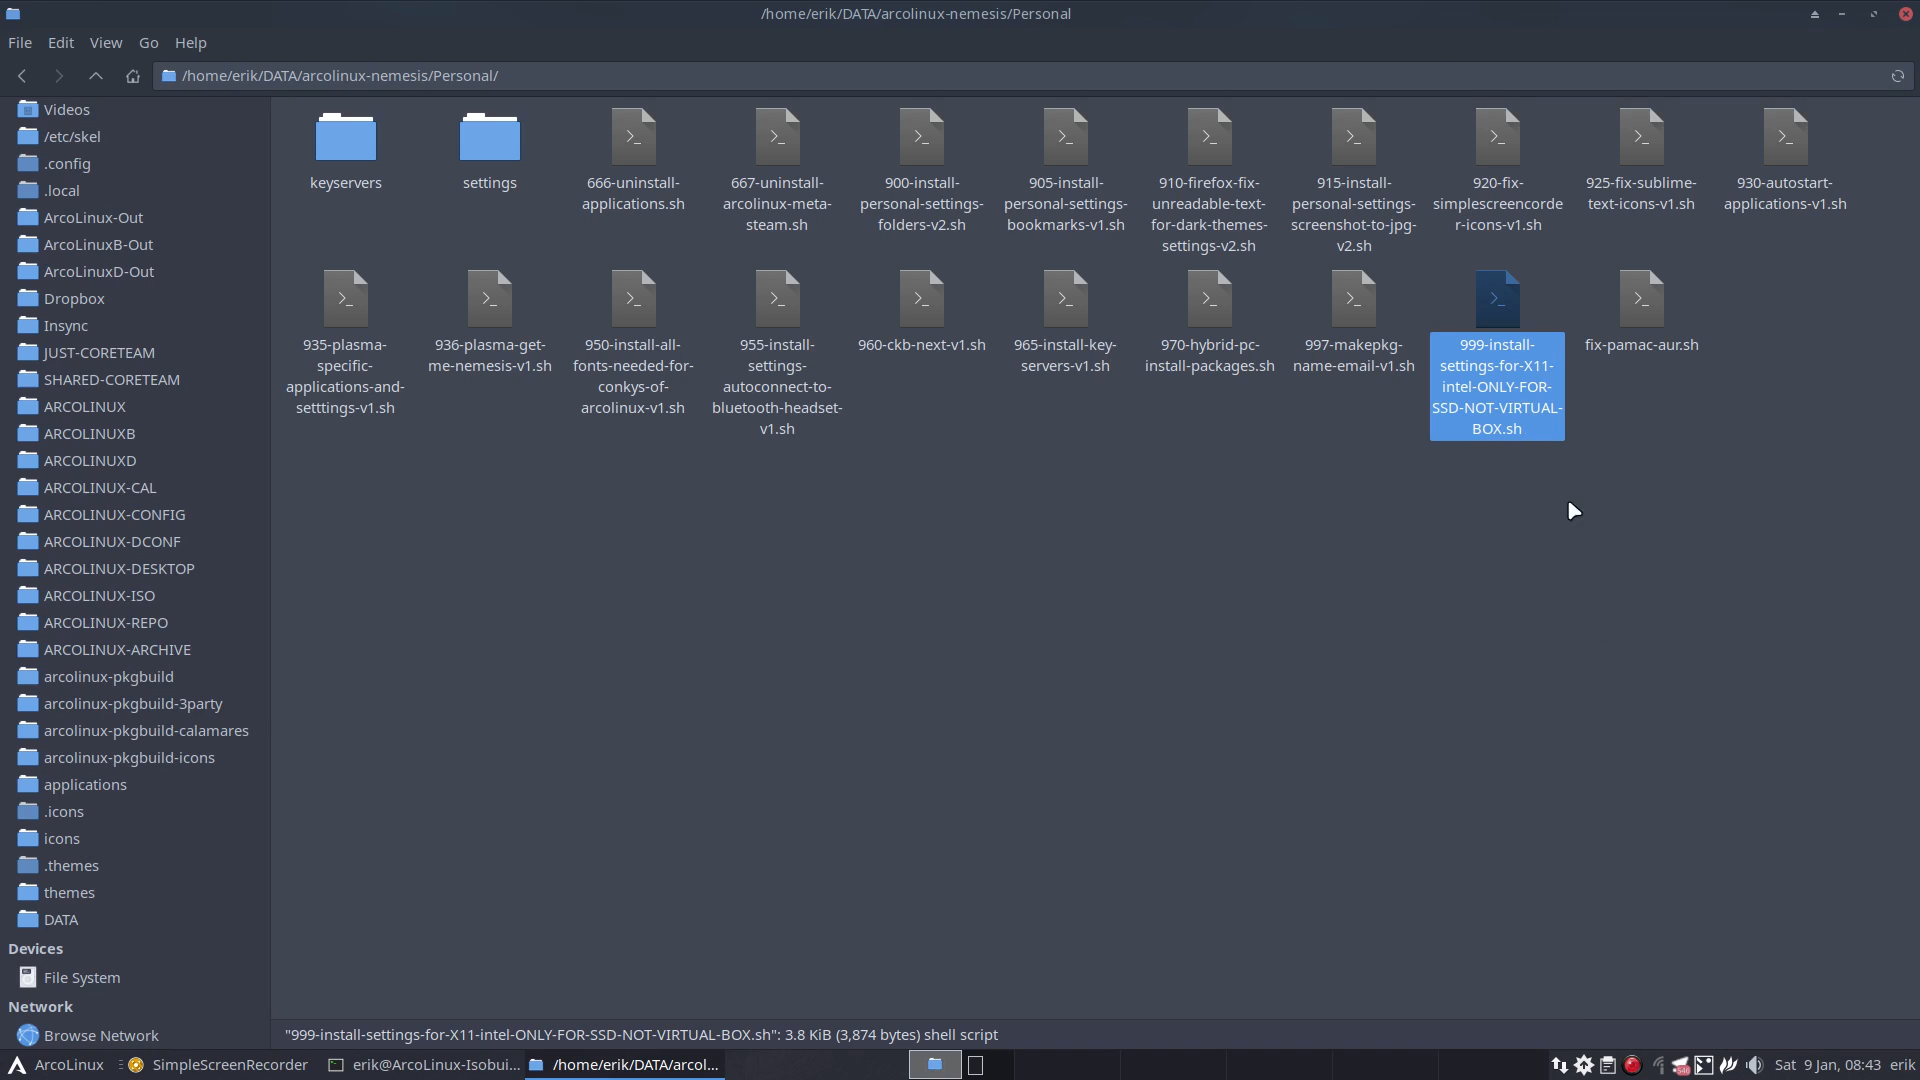 /home/erik/DATA/arcolinux-nemesis/Personal
File Edit View Go Help
/home/erik/DATA/arcolinux-nemesis/Personal/
Videos
/etc/skel
.config
.local
ArcoLinux-Out
ArcoLinuxB-Out
ArcoLinuxD-Out
Dropbox
Insync
JUST-CORETEAM
SHARED-CORETEAM
ARCOLINUX
ARCOLINUXB
ARCOLINUXD
ARCOLINUX-CAL
ARCOLINUX-CONFIG
ARCOLINUX-DCONF
ARCOLINUX-DESKTOP
ARCOLINUX-ISO
ARCOLINUX-REPO
ARCOLINUX-ARCHIVE
arcolinux-pkgbuild
arcolinux-pkgbuild-3party
arcolinux-pkgbuild-calamares
arcolinux-pkgbuild-icons
applications
.icons
icons
.themes
themes
DATA
Devices
File System
Network
Browse Network
keyservers
settings
666-uninstall-
applications.sh
667-uninstall-
arcolinux-meta-
steam.sh
900-install-
personal-settings-
folders-v2.sh
905-install-
personal-settings-
bookmarks-v1.sh
910-firefox-fix-
unreadable-text-
for-dark-themes-
settings-v2.sh
915-install-
personal-settings-
screenshot-to-jpg-
v2.sh
920-fix-
simplescreencorde
r-icons-v1.sh
925-fix-sublime-
text-icons-v1.sh
930-autostart-
applications-v1.sh
935-plasma-
specific-
applications-and-
setttings-v1.sh
936-plasma-get-
me-nemesis-v1.sh
950-install-all-
fonts-needed-for-
conkys-of-
arcolinux-v1.sh
955-install-
settings-
autoconnect-to-
bluetooth-headset-
v1.sh
960-ckb-next-v1.sh
965-install-key-
servers-v1.sh
970-hybrid-pc-
install-packages.sh
997-makepkg-
name-email-v1.sh
999-install-
settings-for-X11-
intel-ONLY-FOR-
SSD-NOT-VIRTUAL-
BOX.sh
fix-pamac-aur.sh
"999-install-settings-for-X11-intel-ONLY-FOR-SSD-NOT-VIRTUAL-BOX.sh": 3.8 KiB (3,874 bytes) shell script
ArcoLinux SimpleScreenRecorder erik@ArcoLinux-Isobui... /home/erik/DATA/arcol... Sat 9 Jan, 08:43 erik